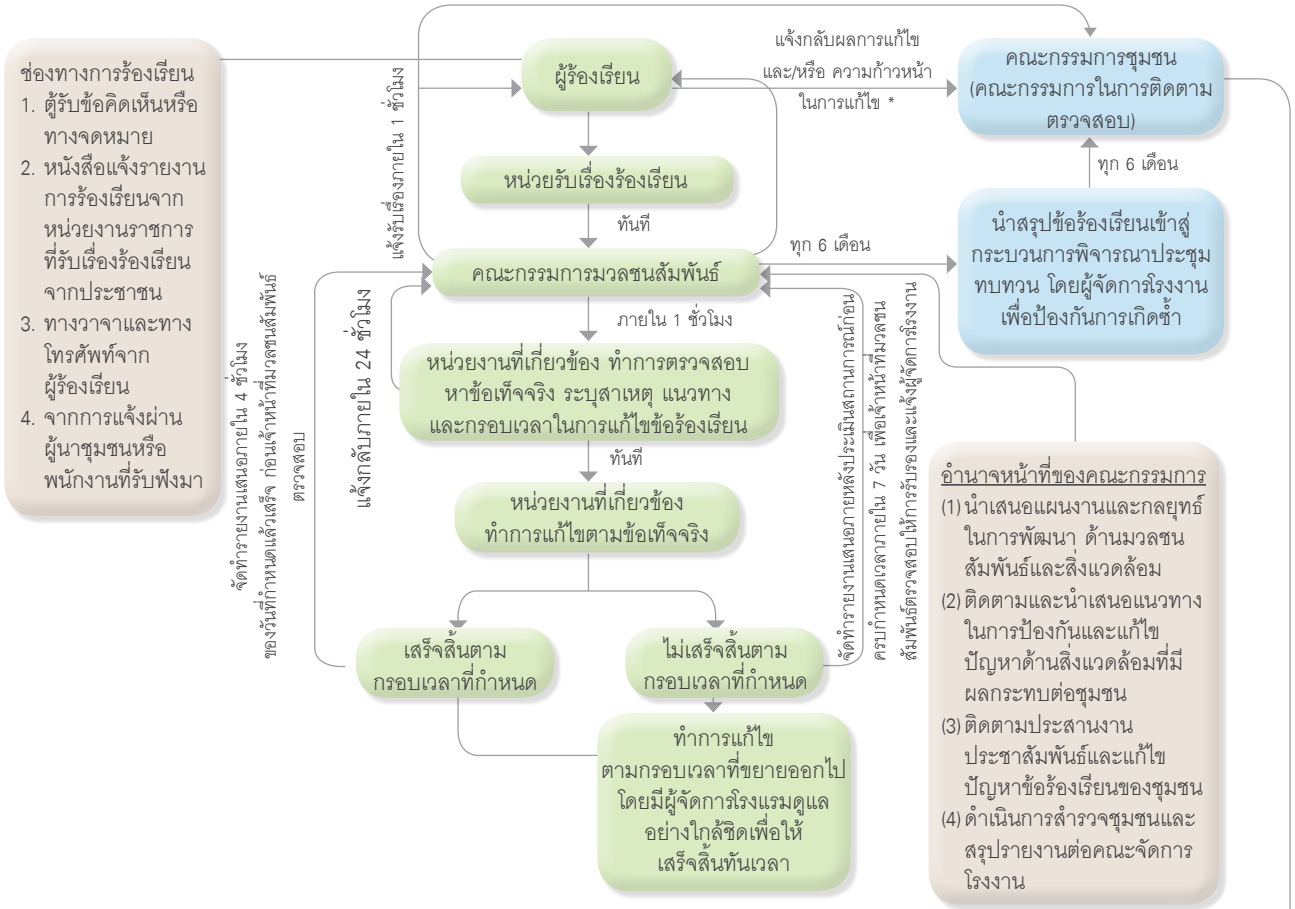 ช่องทางการร้องเรียน
1. ตู้รับข้อคิดเห็นหรือ
ทางจดหมาย
2. หนังสือแจ้งรายงาน
การร้องเรียนจาก
หน่วยงานราชการ
ที่รับเรื่องร้องเรียน
จากประชาชน
3. ทางวาจาและทาง
โทรศัพท์จาก
ผู้ร้องเรียน
4. จากการแจ้งผ่าน
ผู้นาชุมชนหรือ
พนักงานที่รับฟังมา
ผู้ร้องเรียน
แจ้งกลับผลการแก้ไข
และ/หรือ ความก้าวหน้า
ในการแก้ไข *
คณะกรรมการชุมชน
(คณะกรรมการในการติดตาม
ตรวจสอบ)
แจ้งรับเรื่องภายใน 1 ชั่วโมง
หน่วยรับเรื่องร้องเรียน
ทันที
ทุก 6 เดือน
นำสรุปข้อร้องเรียนเข้าสู่
กระบวนการพิจารณาประชุม
ทบทวน โดยผู้จัดการโรงงาน
เพื่อป้องกันการเกิดซ้ำ
คณะกรรมการมวลชนสัมพันธ์
ทุก 6 เดือน
ภายใน 1 ชั่วโมง
หน่วยงานที่เกี่ยวข้อง ทำการตรวจสอบ
หาข้อเท็จจริง ระบุสาเหตุ แนวทาง
และกรอบเวลาในการแก้ไขข้อร้องเรียน
แจ้งกลับภายใน 24 ชั่วโมง
ทันที
หน่วยงานที่เกี่ยวข้อง
ทำการแก้ไขตามข้อเท็จจริง
จัดทำรายงานเสนอภายใน 4 ชั่วโมง
ของวันที่กำหนดแล้วเสร็จ ก่อนเจ้าหน้าที่มวลชนสัมพันธ์
ตรวจสอบ
จัดทำรายงานเสนอภายหลังประเมินสถานการณ์ก่อน
ครบกำหนดเวลาภายใน 7 วัน เพื่อเจ้าหน้าที่มวลชน
สัมพันธ์ตรวจสอบให้การรับรองและแจ้งผู้จัดการโรงงาน
เสร็จสิ้นตาม
กรอบเวลาที่กำหนด
ไม่เสร็จสิ้นตาม
กรอบเวลาที่กำหนด
ทำการแก้ไข
ตามกรอบเวลาที่ขยายออกไป
โดยมีผู้จัดการโรงแรมดูแล
อย่างใกล้ชิดเพื่อให้
เสร็จสิ้นทันเวลา
อำนาจหน้าที่ของคณะกรรมการ
(1) นำเสนอแผนงานและกลยุทธ์
ในการพัฒนา ด้านมวลชน
สัมพันธ์และสิ่งแวดล้อม
(2) ติดตามและนำเสนอแนวทาง
ในการป้องกันและแก้ไข
ปัญหาด้านสิ่งแวดล้อมที่มี
ผลกระทบต่อชุมชน
(3) ติดตามประสานงาน
ประชาสัมพันธ์และแก้ไข
ปัญหาข้อร้องเรียนของชุมชน
(4) ดำเนินการสำรวจชุมชนและ
สรุปรายงานต่อคณะจัดการ
โรงงาน